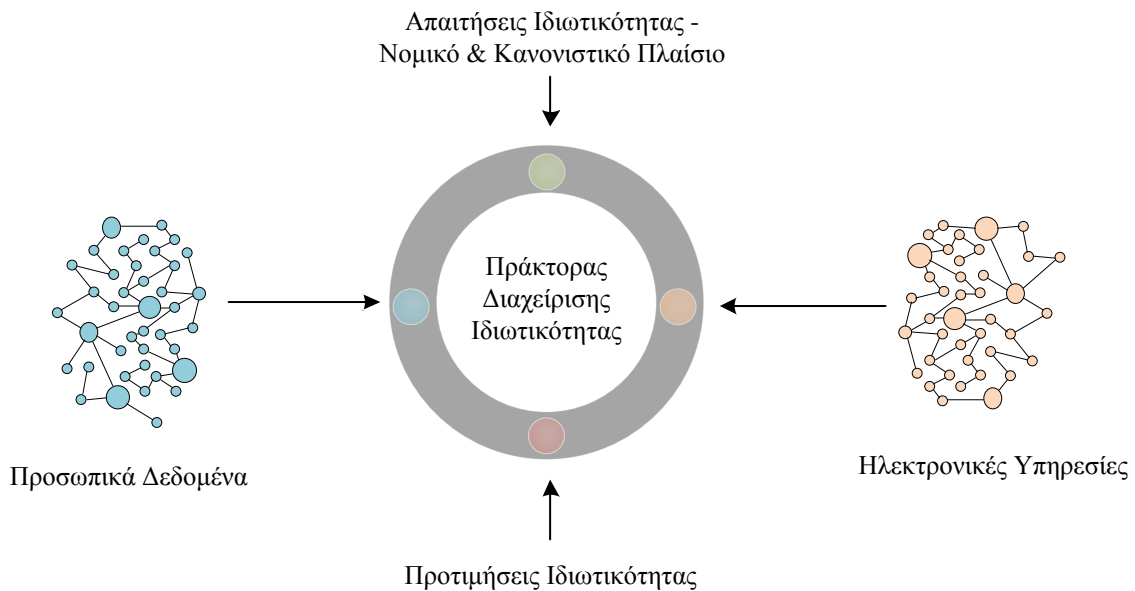 Απαιτήσεις Ιδιωτικότητας -
Νομικό & Κανονιστικό Πλαίσιο
Πράκτορας
Διαχείρισης
Ιδιωτικότητας
Προσωπικά Δεδομένα
Ηλεκτρονικές Υπηρεσίες
Προτιμήσεις Ιδιωτικότητας